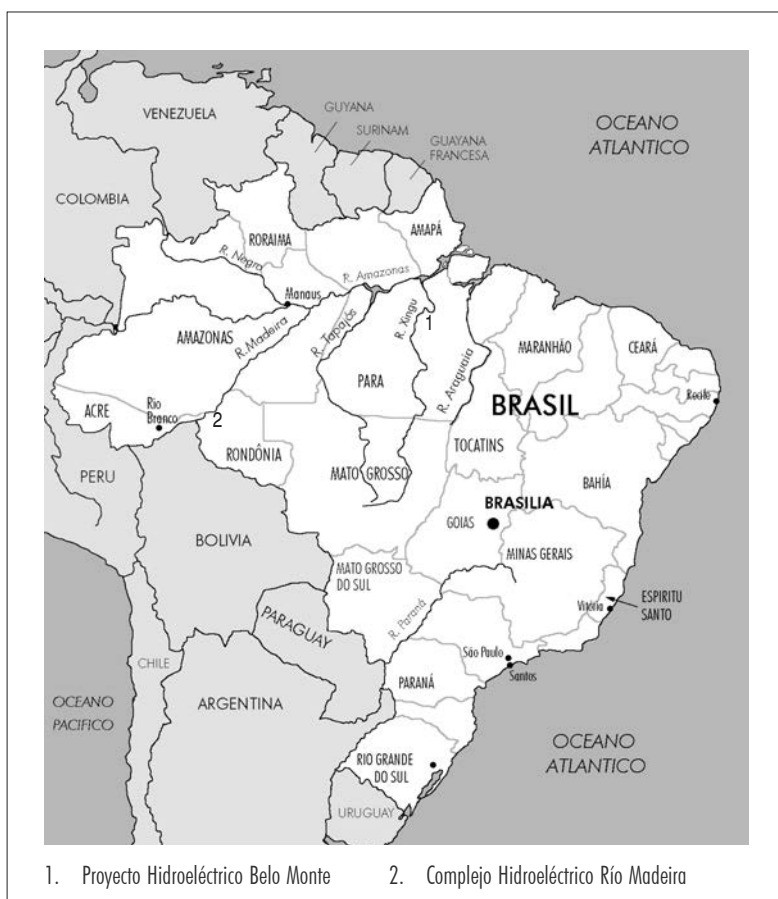 VENEZUELA
GUYANA
SURINAM
GUAYANA
FRANCESA
OCEANO
ATLANTICO
COLOMBIA
RORAIMA
AMAPÁ
R. Negro
R. Amazonas
Manaus
AMAZONAS
R. Madeira
R. Tapajós
R. Xingu
1
R. Araguaia
MARANHÃO
CEARÁ
PARA
BRASIL
Recife
ACRE
Rio
Branco
2
RONDÔNIA
MATO GROSSO
TOCATINS
PERU
BAHÍA
BRASILIA
GOIAS
BOLIVIA
MINAS GERAIS
MATO GROSSO
DO SUL
ESPIRITU
SANTO
Vitória
R. Paraná
PARAGUAY
São Paulo
Santos
CHILE
PARANÁ
OCEANO
PACIFICO
ARGENTINA
OCEANO
ATLANTICO
RIO GRANDE
DO SUL
URUGUAY
1. Proyecto Hidroeléctrico Belo Monte
2. Complejo Hidroeléctrico Río Madeira